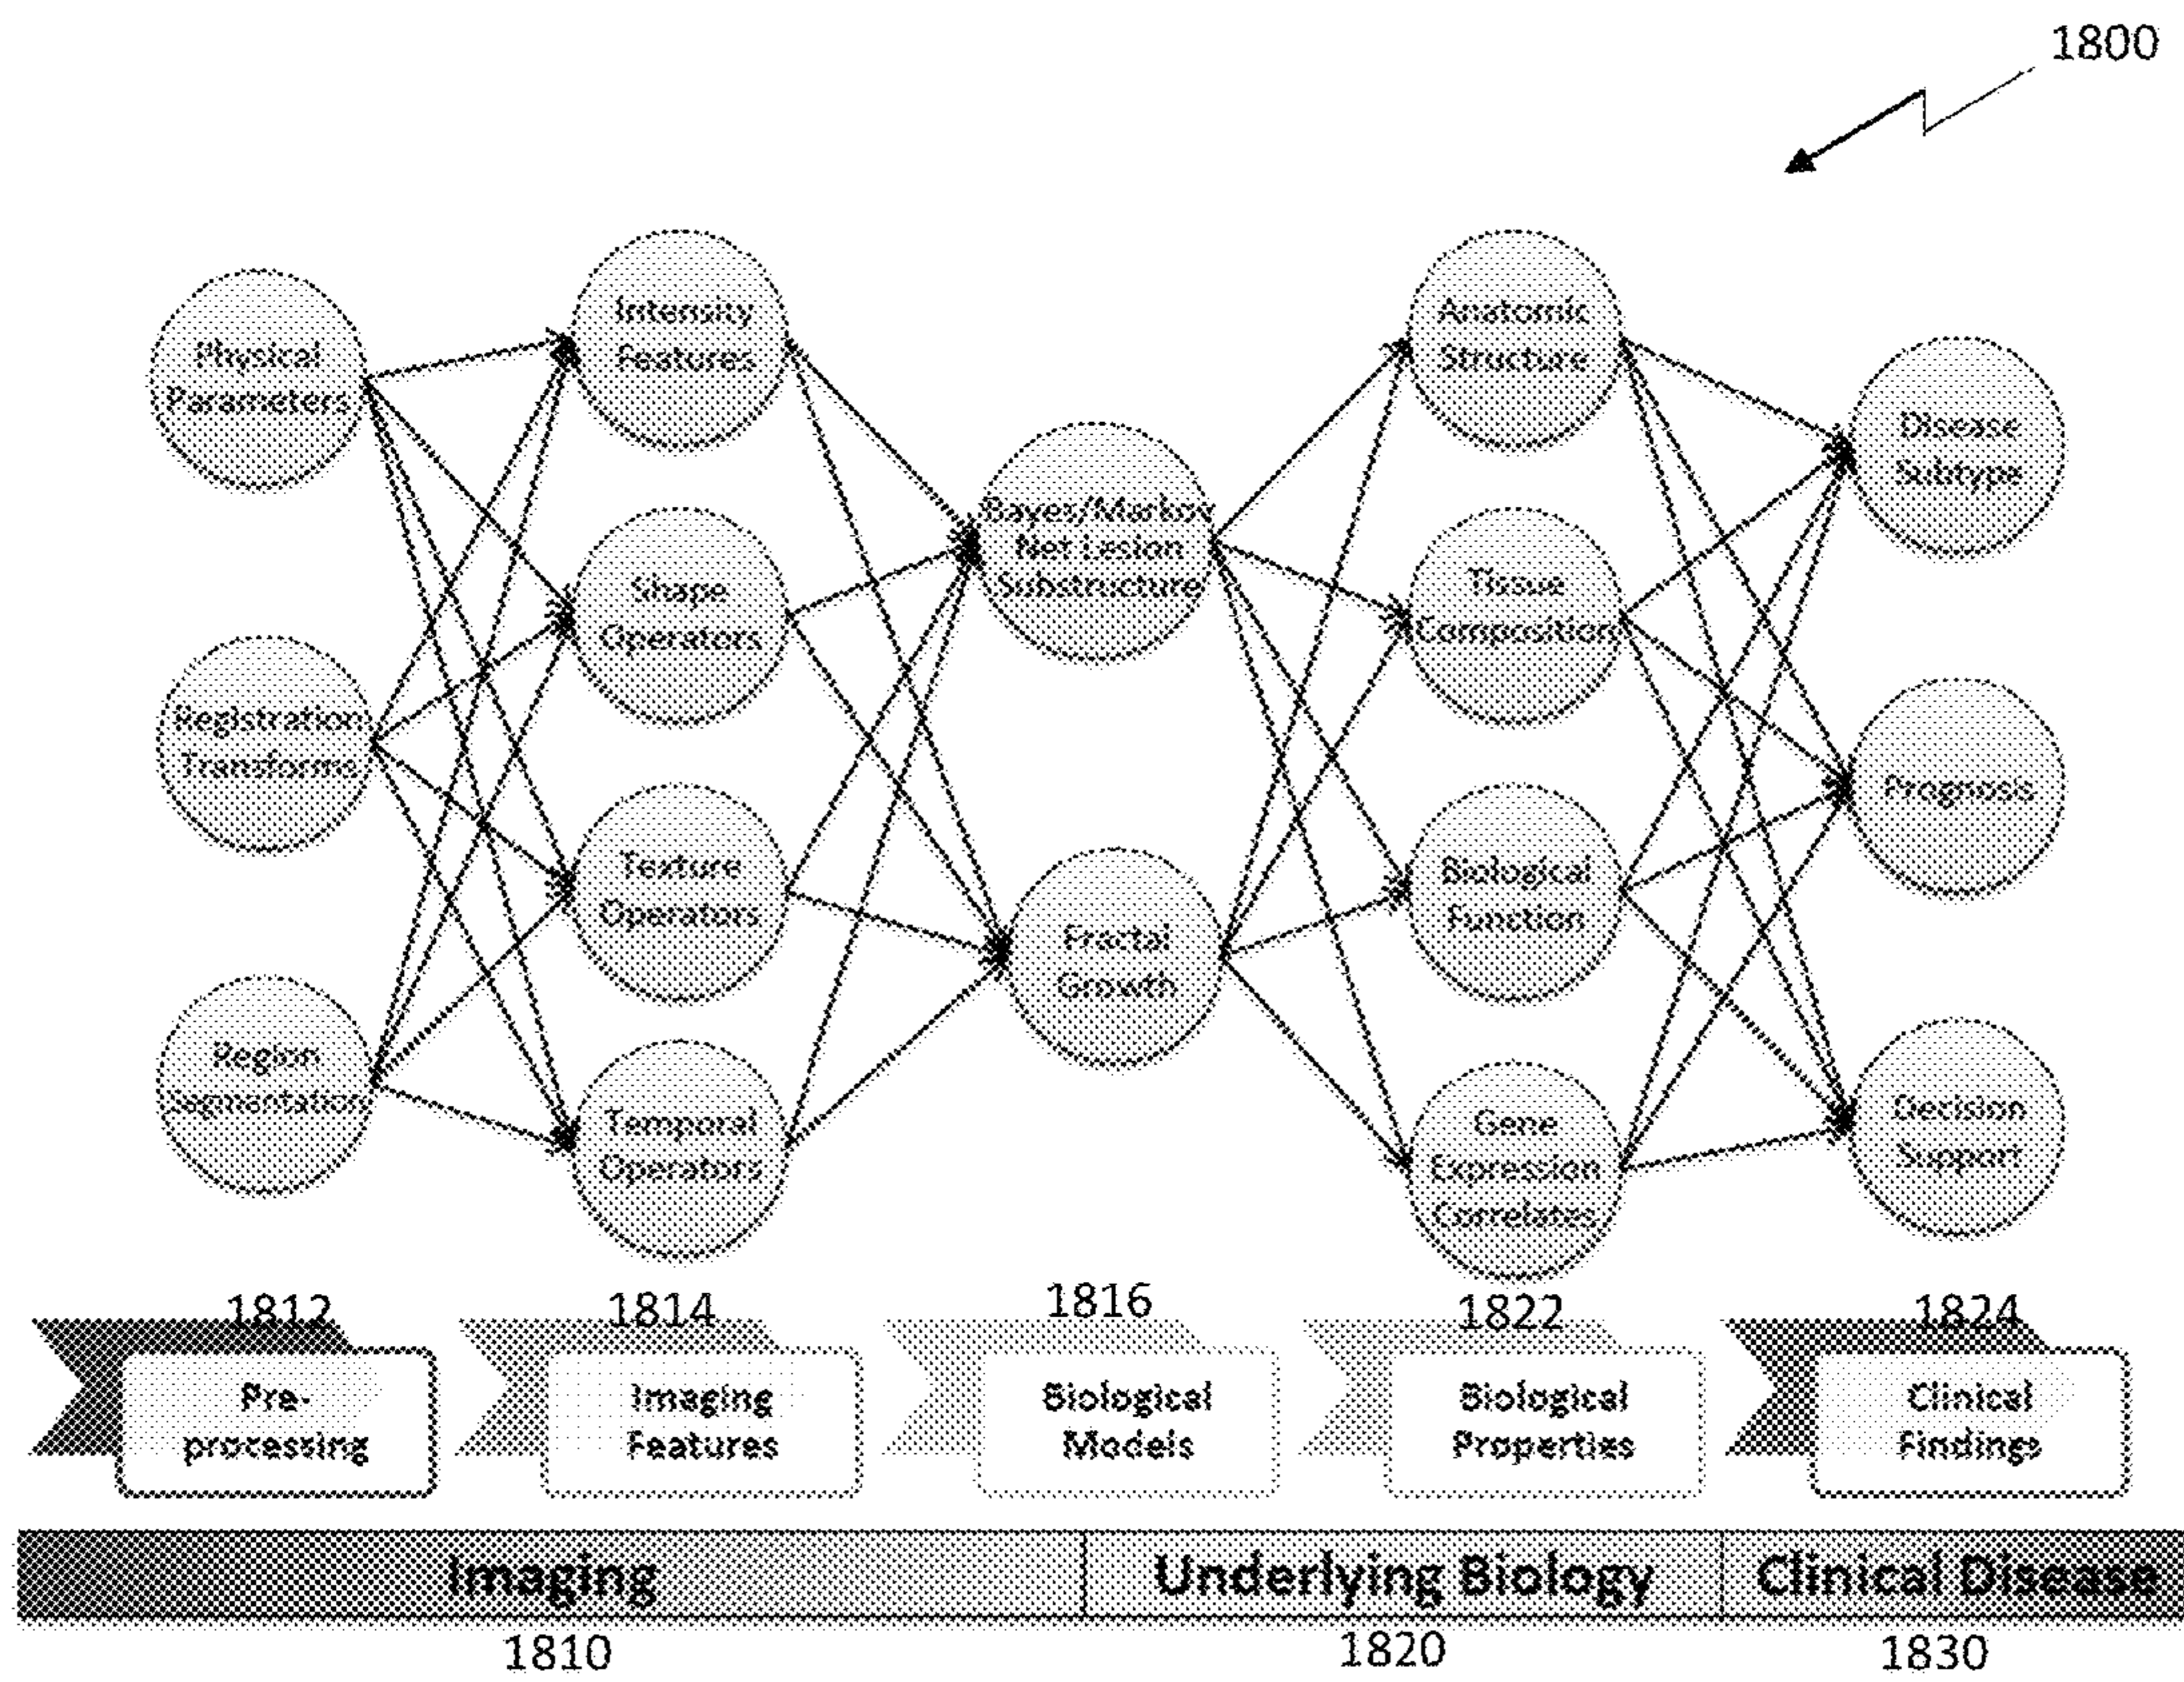 1800
Physical
Parameters
Registration
Transforms
Region
Segmentation
Intensity
Features
Shape
Operators
Texture
Operators
Temporal
Operators
Bayes/Markov
Net Lesion
Substructure
Fractal
Growth
Anatomic
Structure
Tissue
Composition
Biological
Function
Gene
Expression
Correlates
Disease
Subtype
Prognosis
Decision
Support
1812
1814
1816
1822
1824
Pre-
processing
Imaging
Features
Biological
Models
Biological
Properties
Clinical
Findings
Imaging
Underlying Biology
Clinical Disease
1810
1820
1830